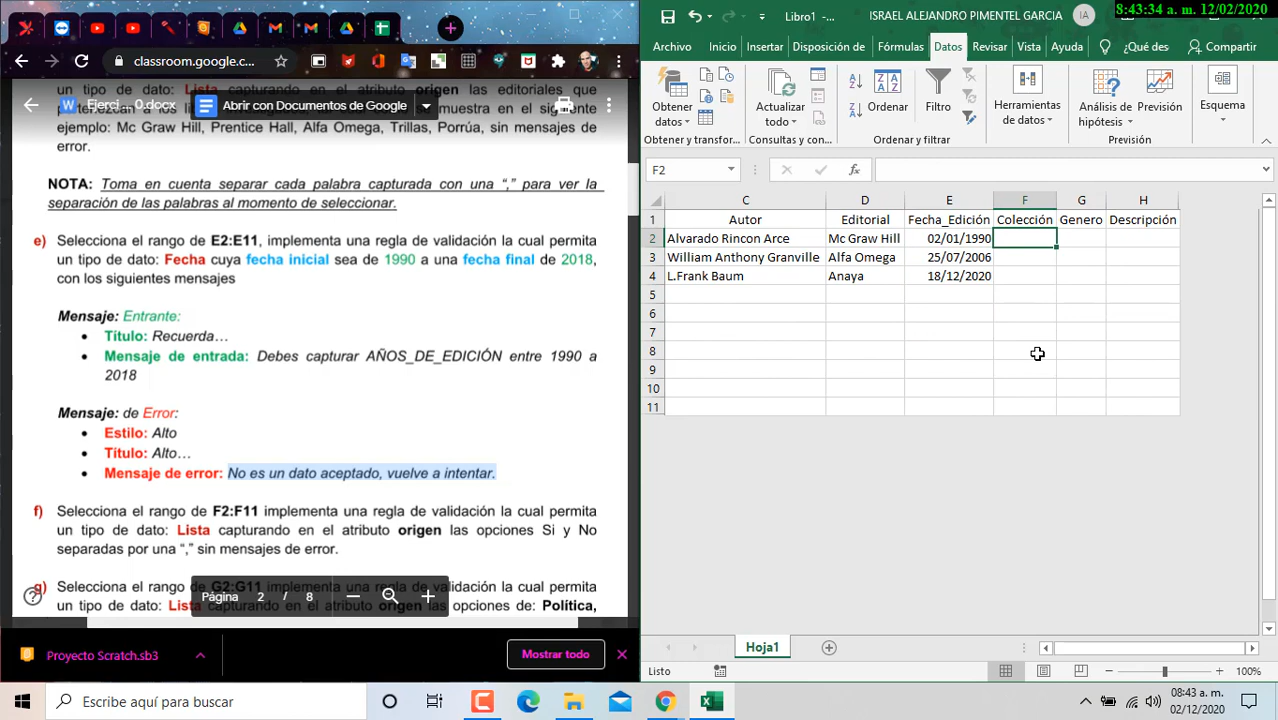 8:43:34 a. m. 12/02/2020
Libro1 -...
ISRAEL ALEJANDRO PIMENTEL GARCIA
IA
classroom.google.c...
Archivo Inicio Insertar Disposición de Fórmulas Datos Revisar Vista Ayuda ¿Qué des Compartir
Obtener datos
Actualizar todo
Ordenar
Filtro
Herramientas de datos
Análisis de hipótesis
Previsión
Esquema
Obtener y transfor...
Ordenar y filtrar
Previsión
F2
fx
C D E F G H
1 Autor Editorial Fecha_Edición Colección Genero Descripción
2 Alvarado Rincon Arce Mc Graw Hill 02/01/1990
3 William Anthony Granville Alfa Omega 25/07/2006
4 L.Frank Baum Anaya 18/12/2020
5
6
7
8
9
10
11
Hoja1
Listo
100%
un tipo de dato: Lista capturando en el atributo origen las editoriales que
Ejerci ... 0.docx
Abrir con Documentos de Google
muestra en el siguiente
ejemplo: Mc Graw Hill, Prentice Hall, Alfa Omega, Trillas, Porrúa, sin mensajes de
error.
NOTA: Toma en cuenta separar cada palabra capturada con una “,” para ver la
separación de las palabras al momento de seleccionar.
e) Selecciona el rango de E2:E11, implementa una regla de validación la cual permita
un tipo de dato: Fecha cuya fecha inicial sea de 1990 a una fecha final de 2018,
con los siguientes mensajes
Mensaje: Entrante:
• Título: Recuerda…
• Mensaje de entrada: Debes capturar AÑOS_DE_EDICIÓN entre 1990 a
2018
Mensaje: de Error:
• Estilo: Alto
• Título: Alto…
• Mensaje de error: No es un dato aceptado, vuelve a intentar.
f) Selecciona el rango de F2:F11 implementa una regla de validación la cual permita
un tipo de dato: Lista capturando en el atributo origen las opciones Si y No
separadas por una “,” sin mensajes de error.
g) Selecciona el rango de G2:G11 implementa una regla de validación la cual permita
un tipo de dato: Lista capturando en el atributo origen las opciones de: Política,
Página 2 / 8
Proyecto Scratch.sb3
Mostrar todo
Escribe aquí para buscar
08:43 a. m.
02/12/2020